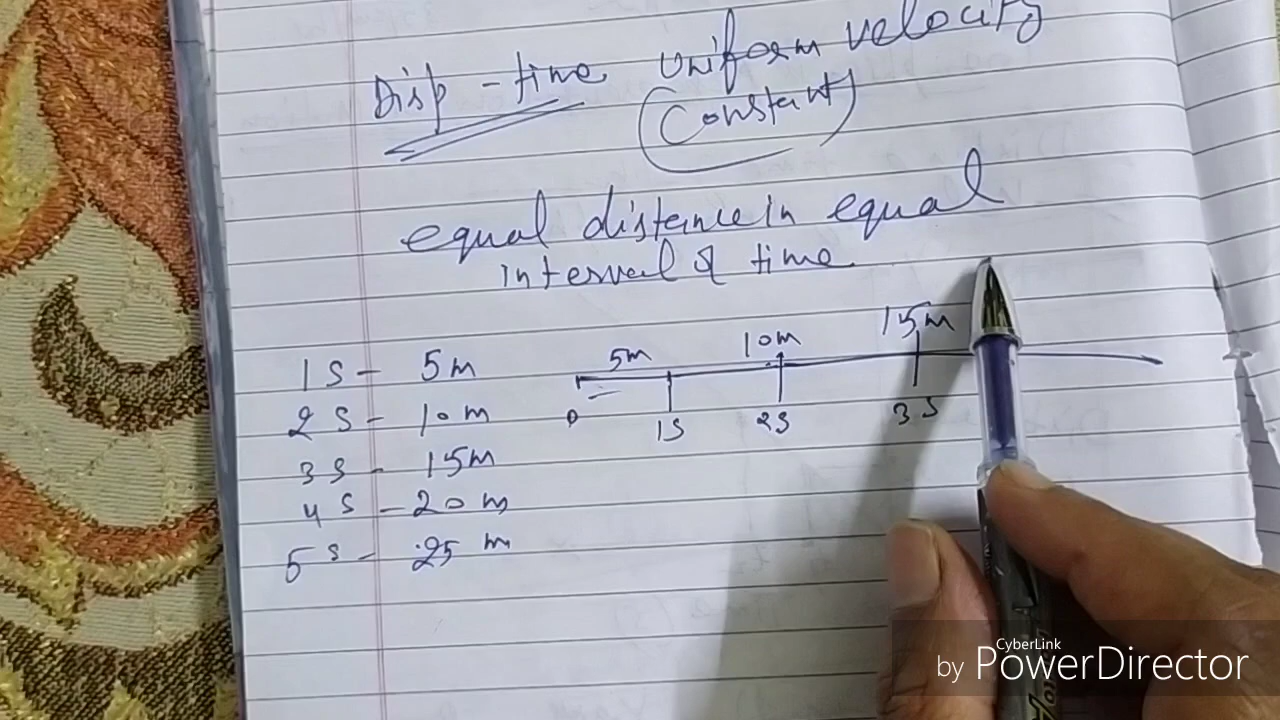 Disp - time Uniform velocity
(Constant)
equal distance in equal
interval of time
1S - 5m
2S - 10m
3S - 15m
4S - 20m
5S - 25m
5m 10m 15m
0 1S 2S 3S
CyberLink
by PowerDirector